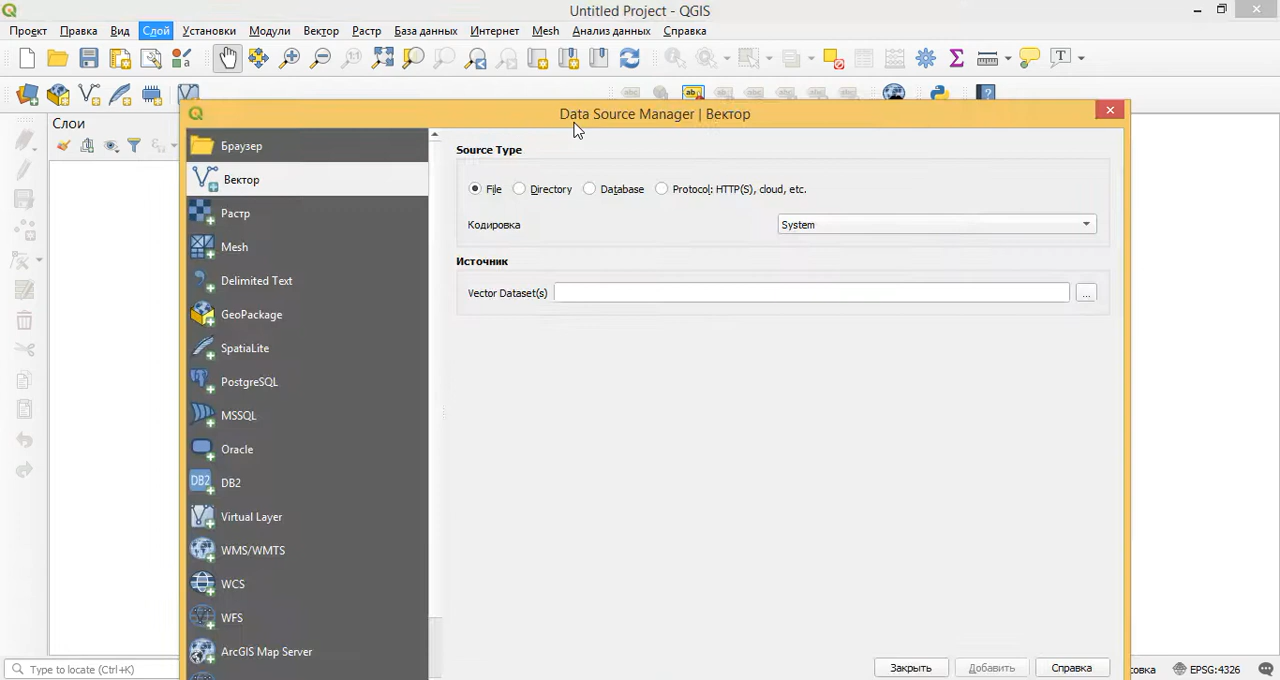 Untitled Project - QGIS
Проект Правка Вид Слой Установки Модули Вектор Растр База данных Интернет Mesh Анализ данных Справка
Слои
Data Source Manager | Вектор
Браузер
Вектор
Растр
Mesh
Delimited Text
GeoPackage
SpatiaLite
PostgreSQL
MSSQL
Oracle
DB2
DB2
Virtual Layer
WMS/WMTS
WCS
WFS
ArcGIS Map Server
Source Type
File Directory Database Protocol: HTTP(S), cloud, etc.
Кодировка System
Источник
Vector Dataset(s) ...
Закрыть Добавить Справка
Type to locate (Ctrl+K) совка EPSG:4326